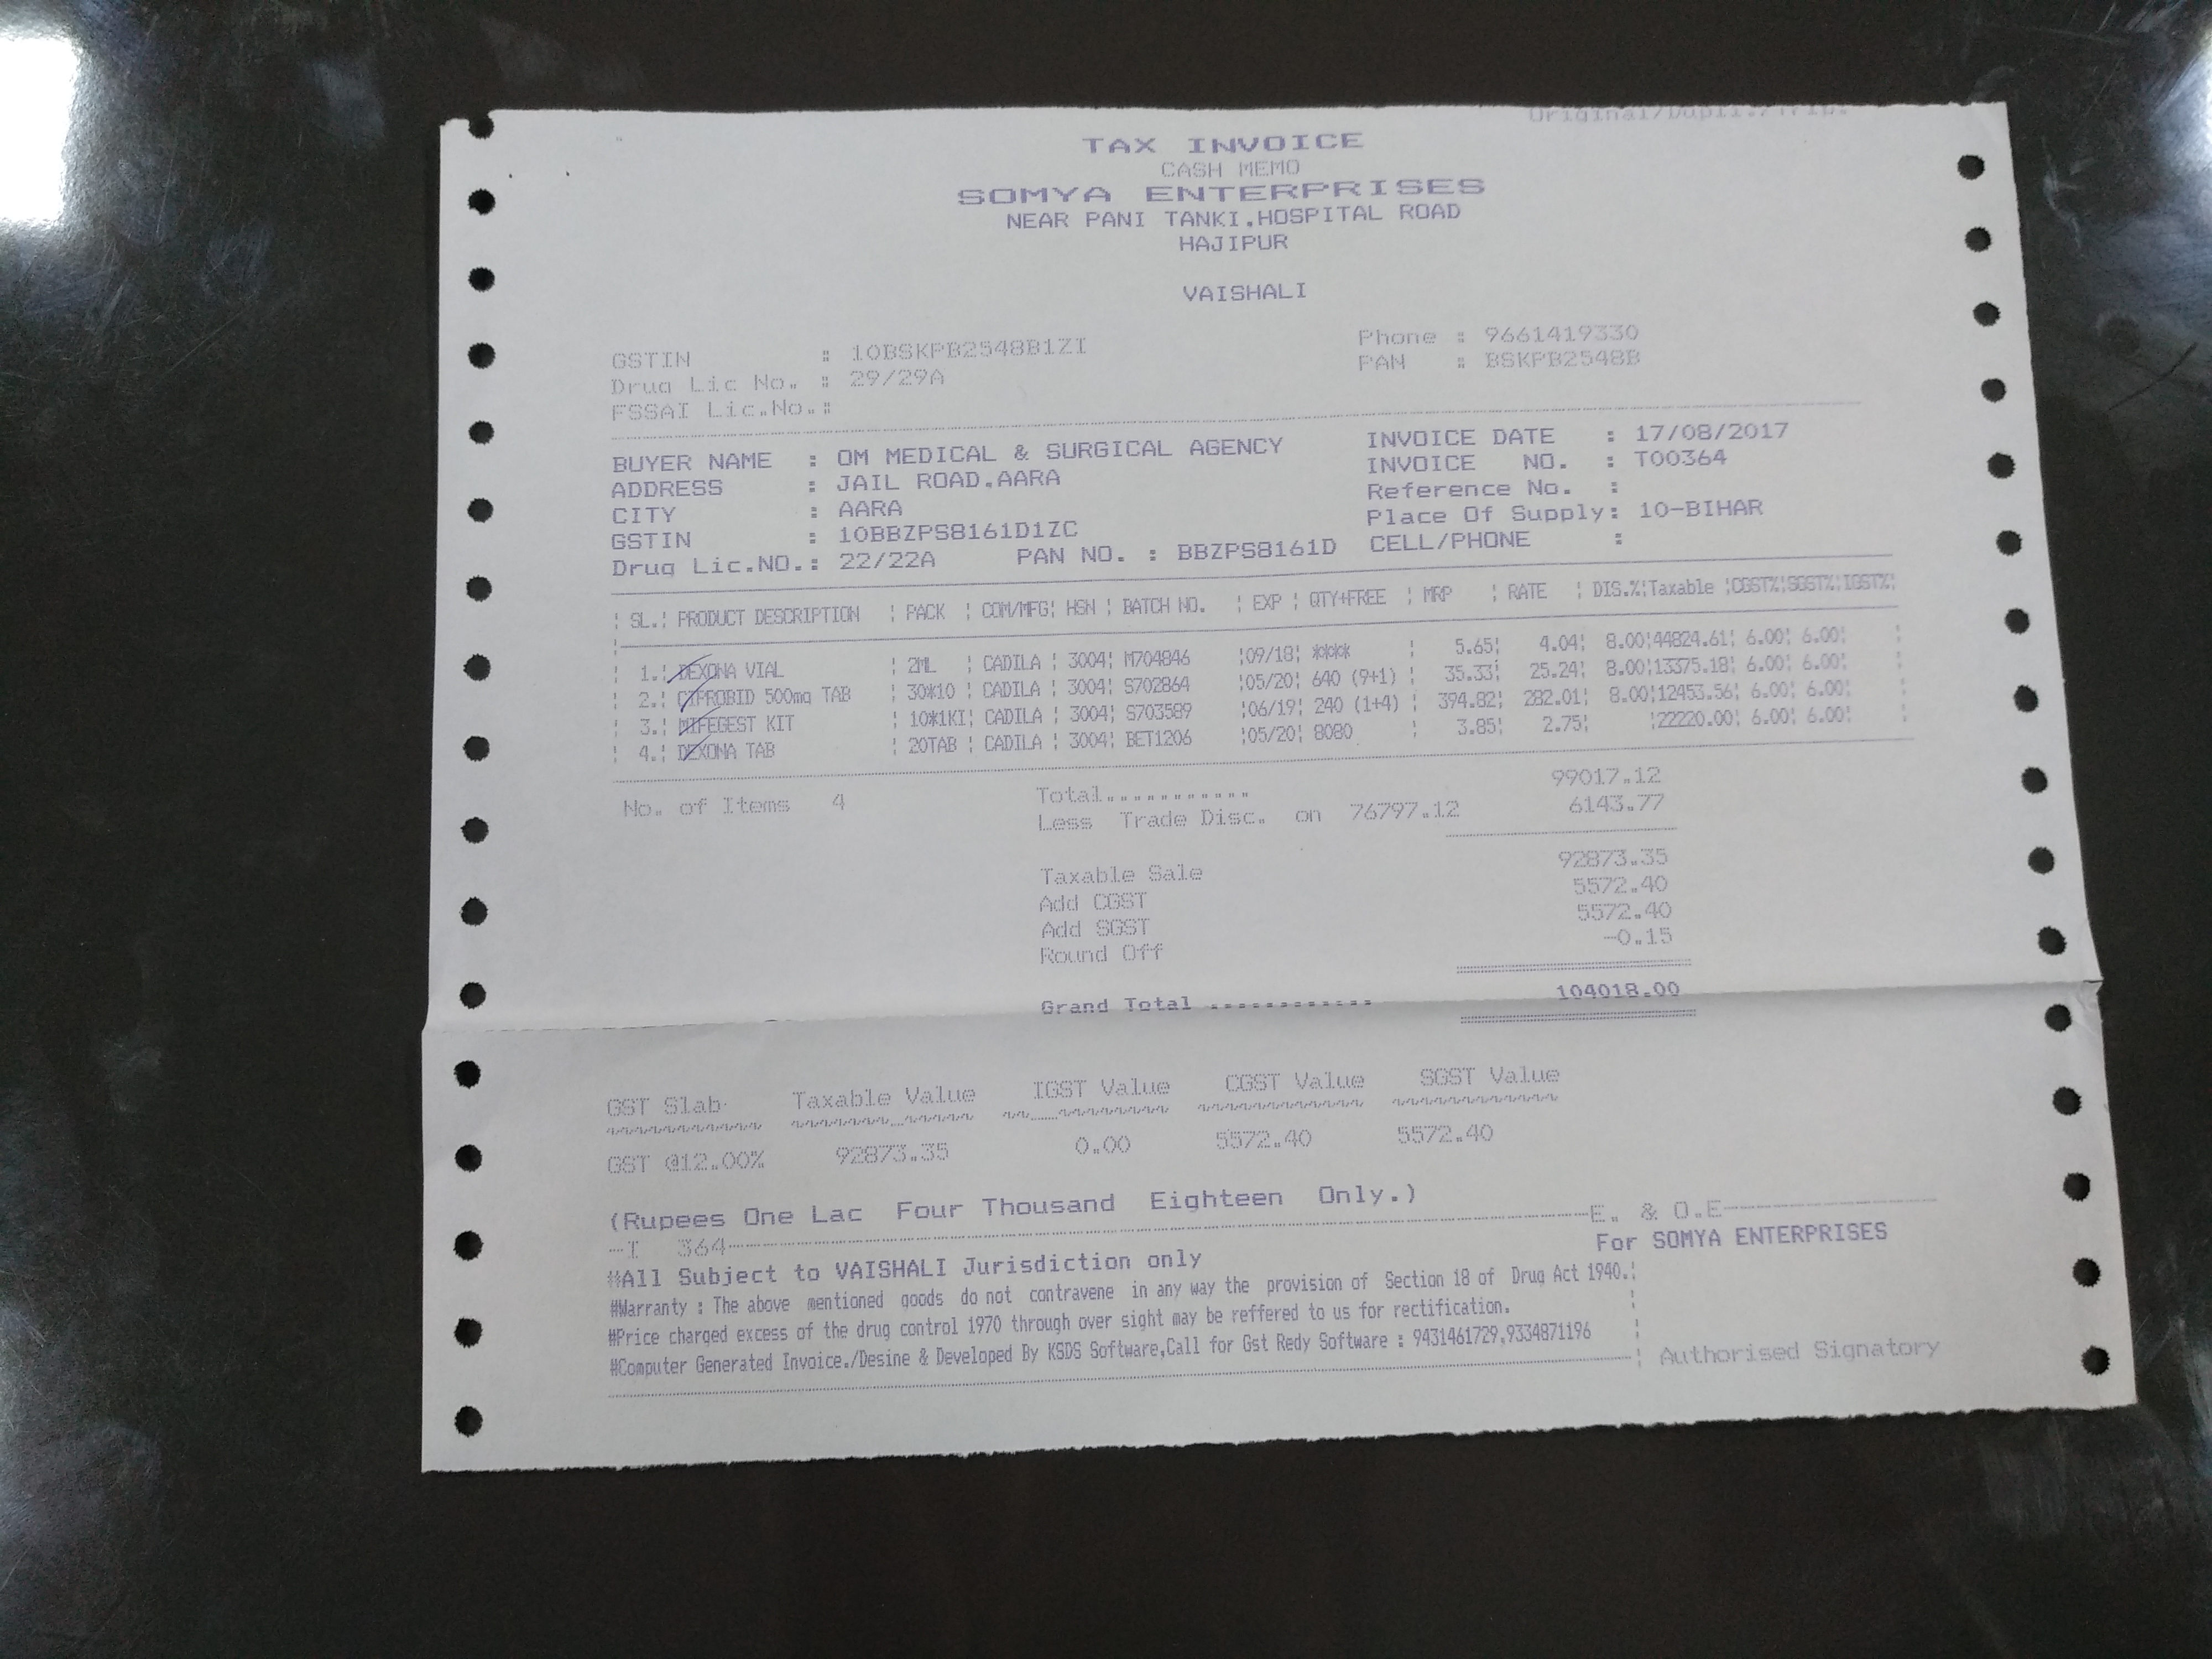 Original/Dupli./Trip.
TAX INVOICE
CASH MEMO
SOMYA ENTERPRISES
NEAR PANI TANKI,HOSPITAL ROAD
HAJIPUR
VAISHALI
GSTIN : 10BSKPB2548B1ZI Phone : 9661419330
Drug Lic No. : 29/29A PAN : BSKPB2548B
FSSAI Lic.No.:
BUYER NAME : OM MEDICAL & SURGICAL AGENCY INVOICE DATE : 17/08/2017
ADDRESS : JAIL ROAD,AARA INVOICE NO. : T00364
CITY : AARA Reference No. :
GSTIN : 10BBZPS8161D1ZC Place Of Supply: 10-BIHAR
Drug Lic.NO.: 22/22A PAN NO. : BBZPS8161D CELL/PHONE :
¦ SL.¦ PRODUCT DESCRIPTION ¦ PACK ¦ COM/MFG¦ HSN ¦ BATCH NO. ¦ EXP ¦ QTY+FREE ¦ MRP ¦ RATE ¦ DIS.%¦Taxable ¦CGST%¦SGST%¦IGST%¦
¦ 1.¦ DEXONA VIAL ¦ 2ML ¦ CADILA ¦ 3004¦ M704846 ¦09/18¦ **** ¦ 5.65¦ 4.04¦ 8.00¦44824.61¦ 6.00¦ 6.00¦ ¦
¦ 2.¦ CIPROBID 500mg TAB ¦ 30*10 ¦ CADILA ¦ 3004¦ S702864 ¦05/20¦ 640 (9+1) ¦ 35.33¦ 25.24¦ 8.00¦13375.18¦ 6.00¦ 6.00¦ ¦
¦ 3.¦ MIFEGEST KIT ¦ 10*1KI¦ CADILA ¦ 3004¦ S703589 ¦06/19¦ 240 (1+4) ¦ 394.82¦ 282.01¦ 8.00¦12453.56¦ 6.00¦ 6.00¦ ¦
¦ 4.¦ DEXONA TAB ¦ 20TAB ¦ CADILA ¦ 3004¦ BET1206 ¦05/20¦ 8080 ¦ 3.85¦ 2.75¦ ¦22220.00¦ 6.00¦ 6.00¦ ¦
No. of Items 4 Total........... 99017.12
Less Trade Disc. on 76797.12 6143.77
Taxable Sale 92873.35
Add CGST 5572.40
Add SGST 5572.40
Round Off -0.15
Grand Total ............ 104018.00
GST Slab Taxable Value IGST Value CGST Value SGST Value
GST @12.00% 92873.35 0.00 5572.40 5572.40
(Rupees One Lac Four Thousand Eighteen Only.)
-I 364 E. & O.E
#All Subject to VAISHALI Jurisdiction only For SOMYA ENTERPRISES
#Warranty : The above mentioned goods do not contravene in any way the provision of Section 18 of Drug Act 1940.¦
#Price charged excess of the drug control 1970 through over sight may be reffered to us for rectification.
#Computer Generated Invoice./Desine & Developed By KSDS Software,Call for Gst Redy Software : 9431461729,9334871196
Authorised Signatory